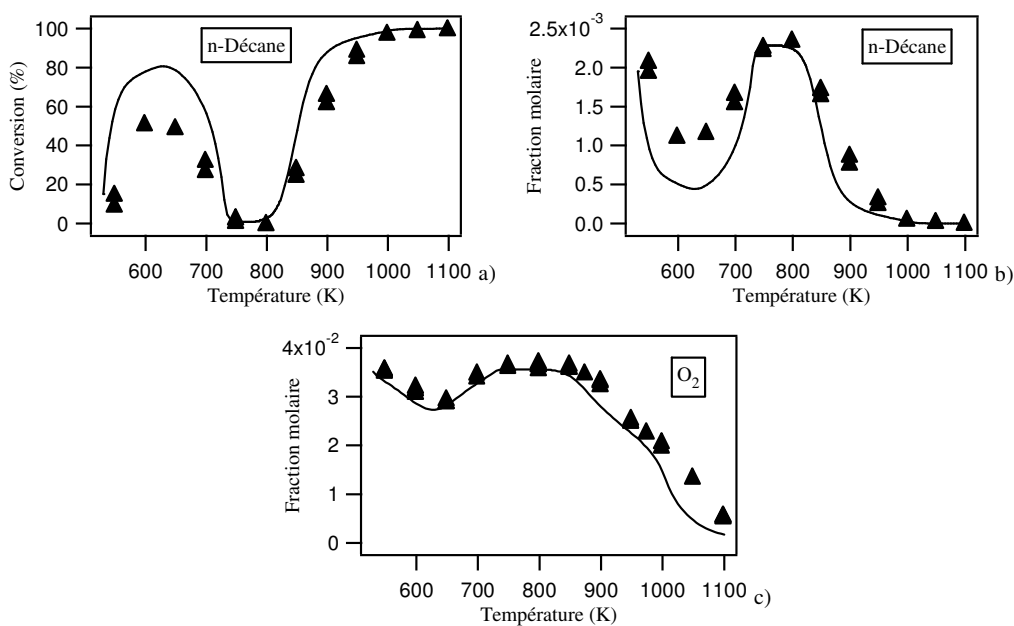 100
80
60
40
20
0
Conversion (%)
n-Décane
600 700 800 900 1000 1100
a)
Température (K)
2.5x10-3
2.0
1.5
1.0
0.5
0.0
Fraction molaire
n-Décane
600 700 800 900 1000 1100
b)
Température (K)
4x10-2
3
2
1
0
Fraction molaire
O2
600 700 800 900 1000 1100
c)
Température (K)